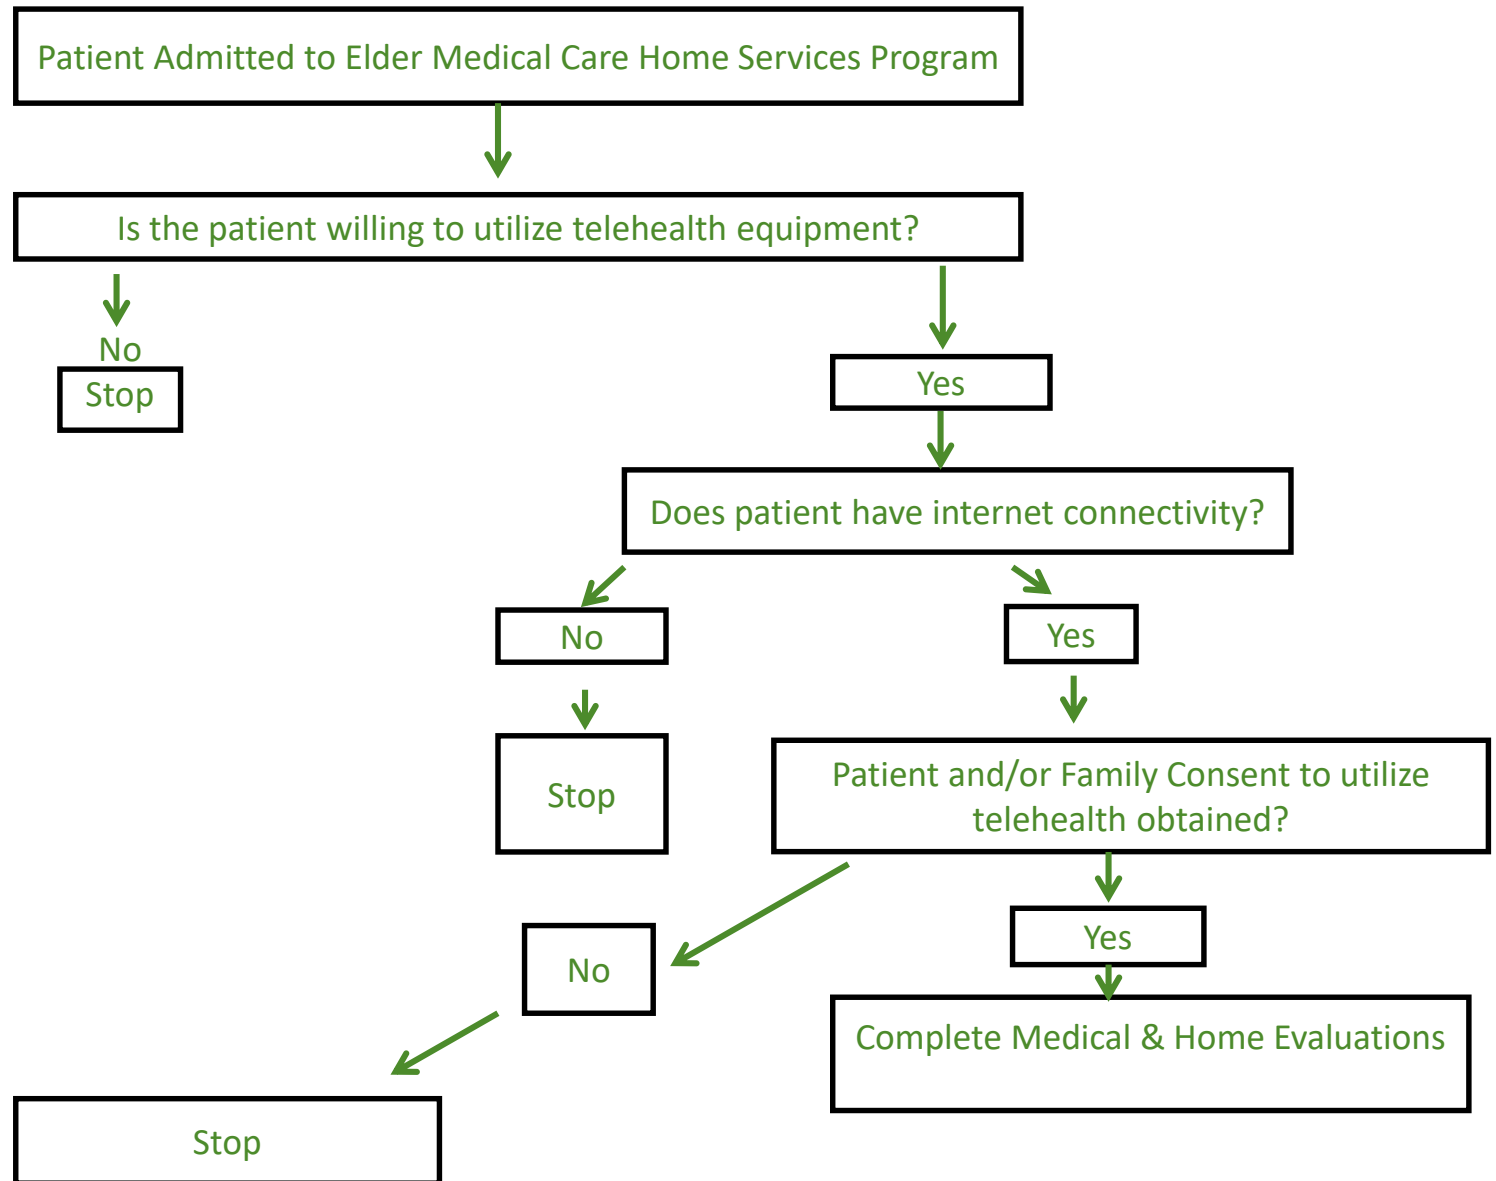 Patient Admitted to Elder Medical Care Home Services Program
Is the patient willing to utilize telehealth equipment?
No
Stop
Yes
Does patient have internet connectivity?
No
Yes
Stop
Patient and/or Family Consent to utilize
telehealth obtained?
No
Yes
Complete Medical & Home Evaluations
Stop